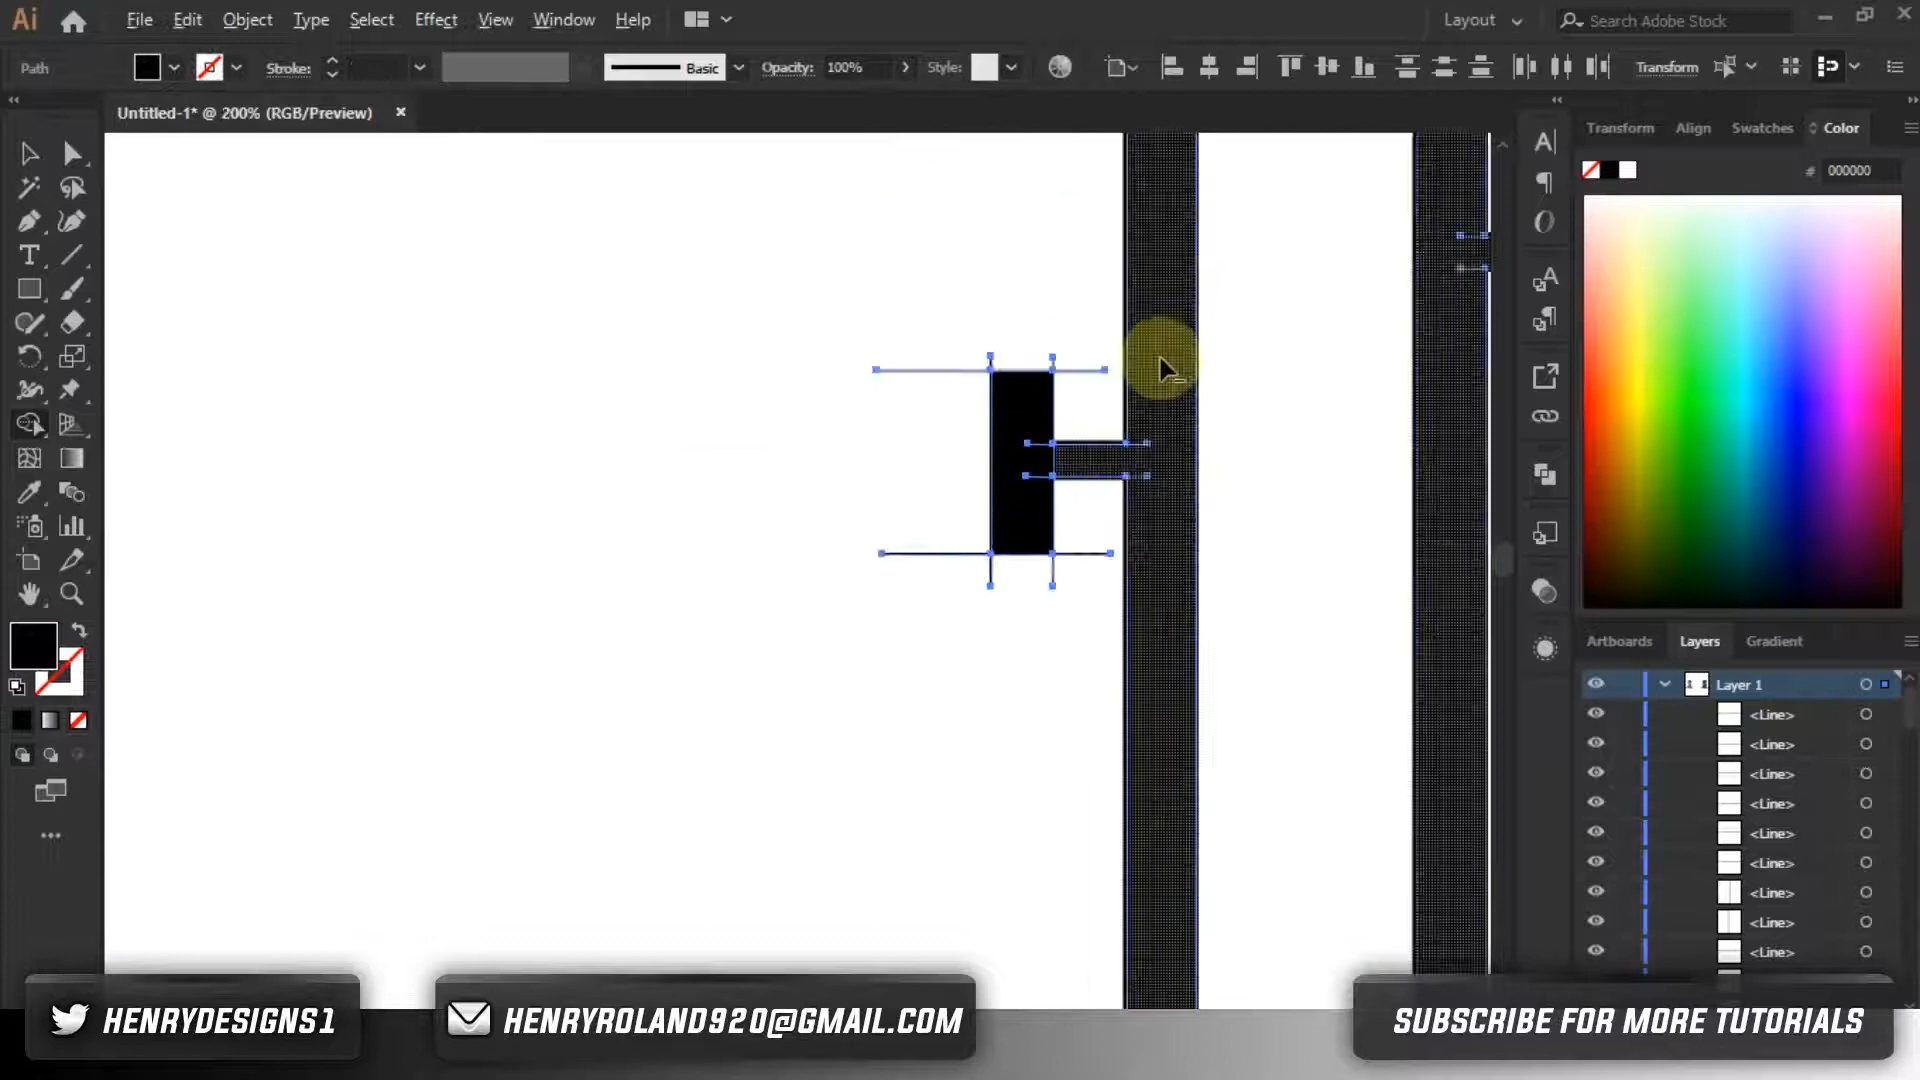 Ai
File Edit Object Type Select Effect View Window Help
Layout
Search Adobe Stock
Path
Stroke:
Basic
Opacity: 100%
Style:
Transform
Untitled-1* @ 200% (RGB/Preview)
Transform Align Swatches Color
# 000000
Artboards Layers Gradient
Layer 1
<Line>
<Line>
<Line>
<Line>
<Line>
<Line>
<Line>
<Line>
<Line>
HENRYDESIGNS1
HENRYROLAND920@GMAIL.COM
SUBSCRIBE FOR MORE TUTORIALS